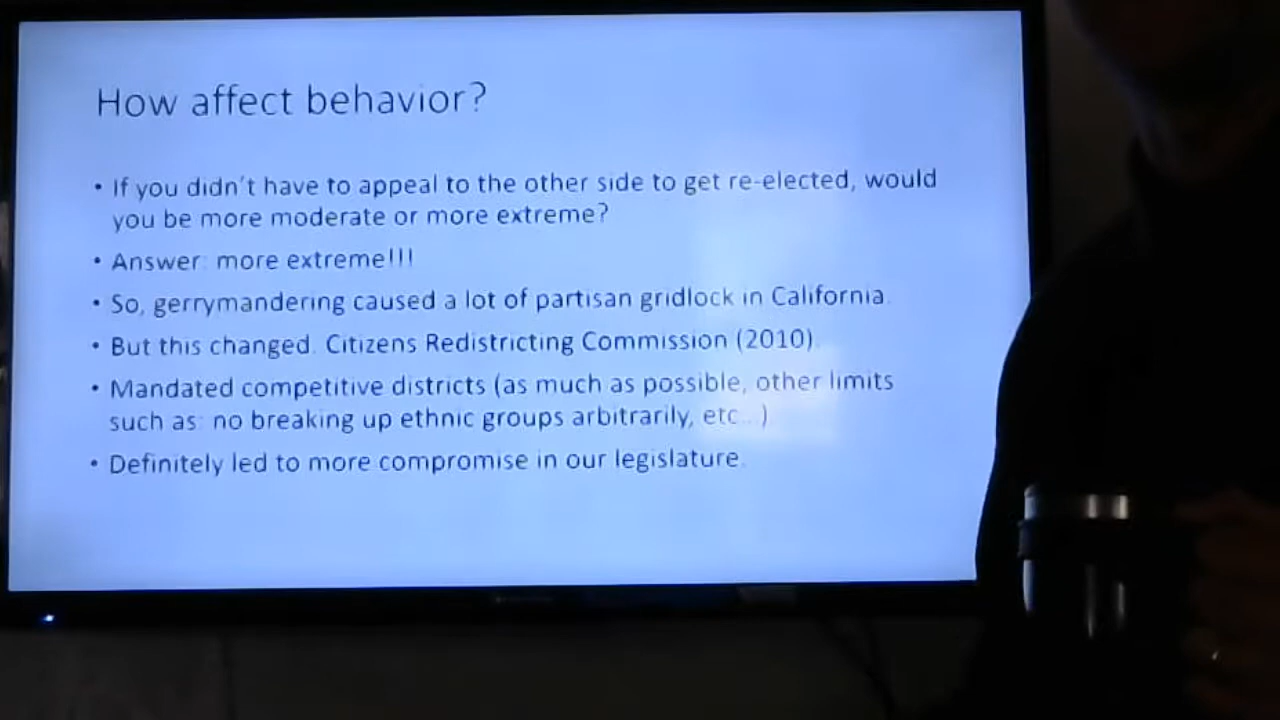 How affect behavior?
• If you didn't have to appeal to the other side to get re-elected, would
you be more moderate or more extreme?
• Answer: more extreme!!!
• So, gerrymandering caused a lot of partisan gridlock in California.
• But this changed. Citizens Redistricting Commission (2010).
• Mandated competitive districts (as much as possible, other limits
such as: no breaking up ethnic groups arbitrarily, etc...)
• Definitely led to more compromise in our legislature.